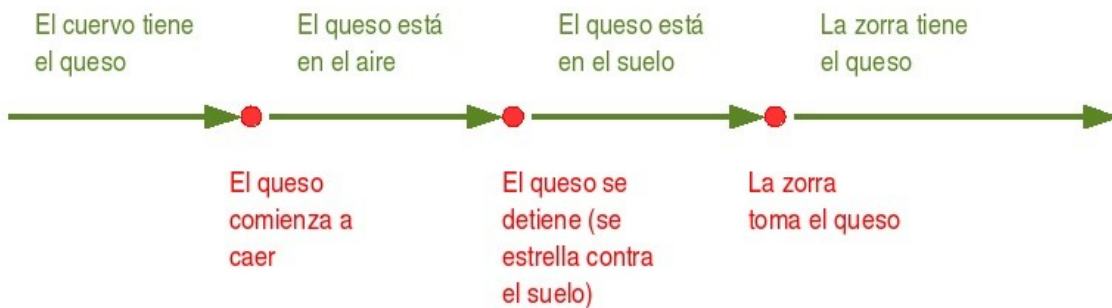 El cuervo tiene
el queso
El queso está
en el aire
El queso está
en el suelo
La zorra tiene
el queso
El queso
comienza a
caer
El queso se
detiene (se
estrella contra
el suelo)
La zorra
toma el queso